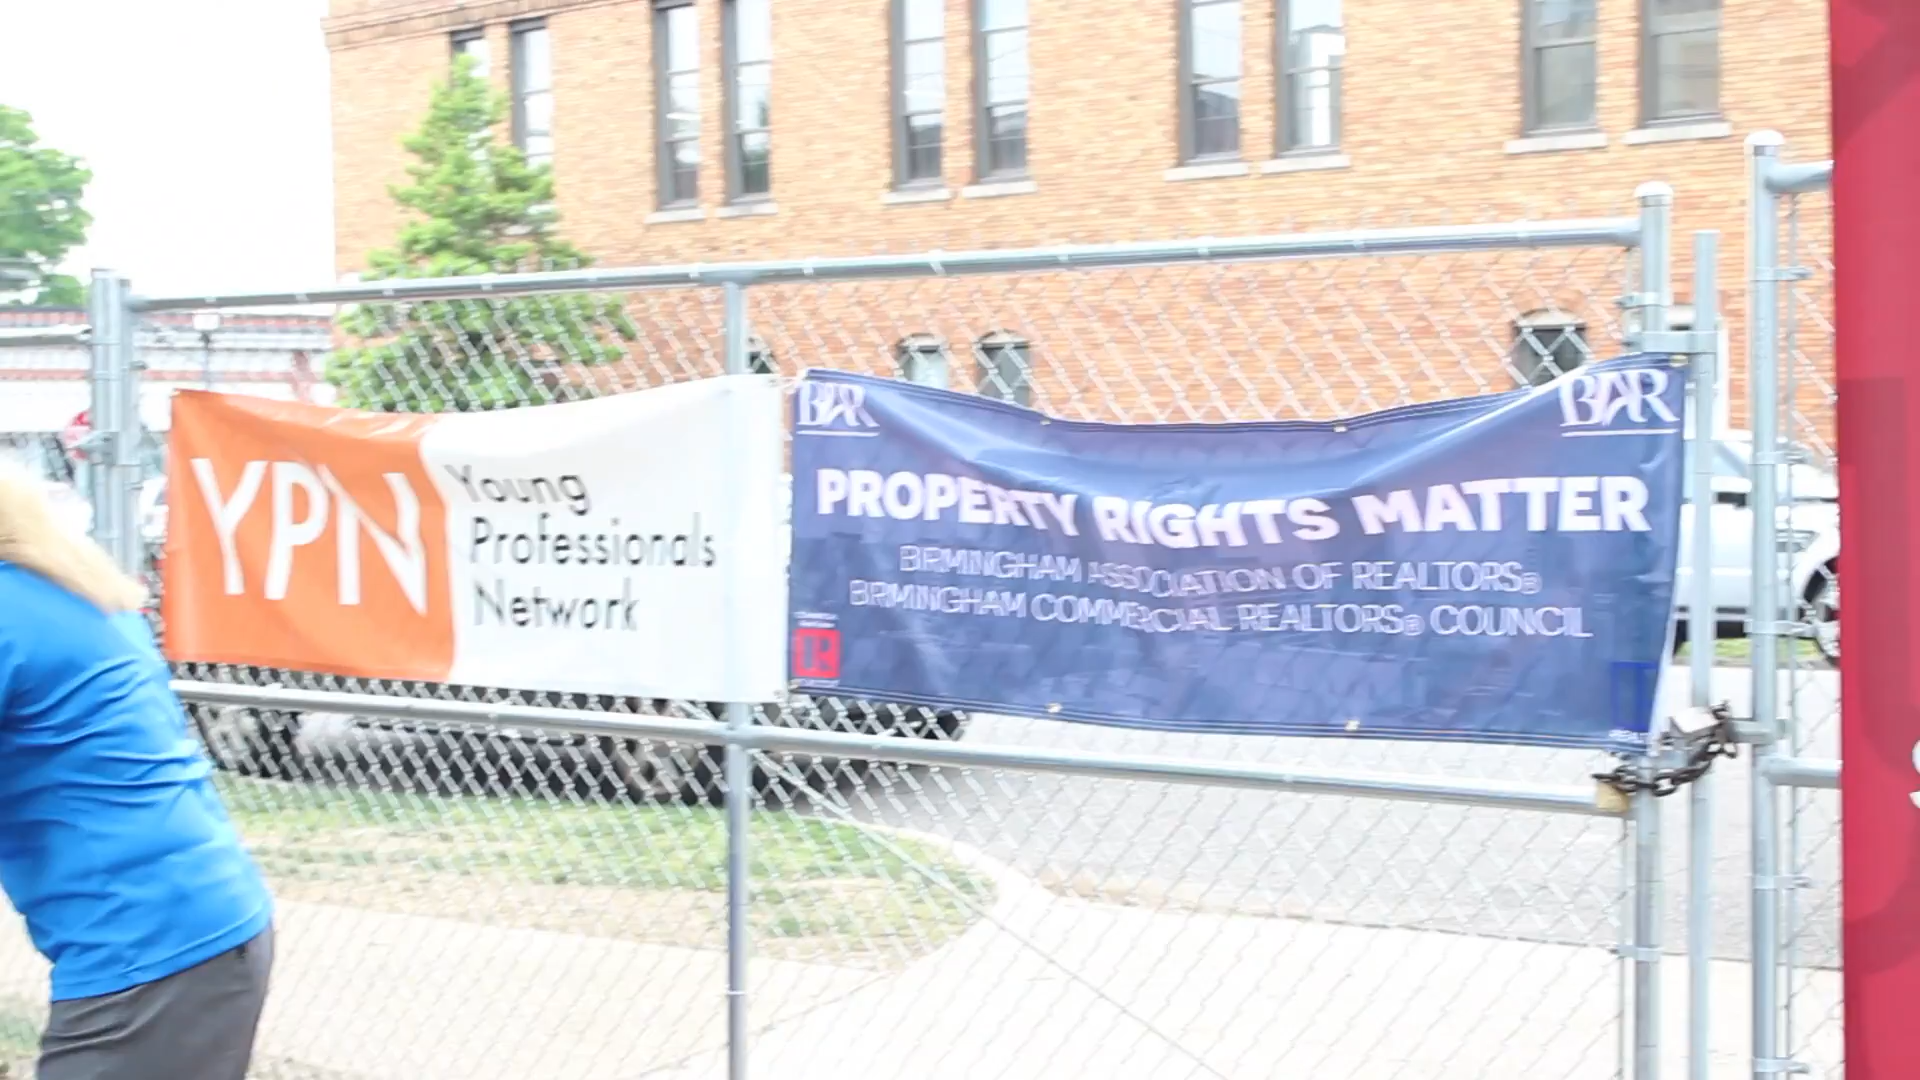 YPN
Young
Professionals
Network
BAR
BAR
PROPERTY RIGHTS MATTER
BIRMINGHAM ASSOCIATION OF REALTORS®
BIRMINGHAM COMMERCIAL REALTORS® COUNCIL
R